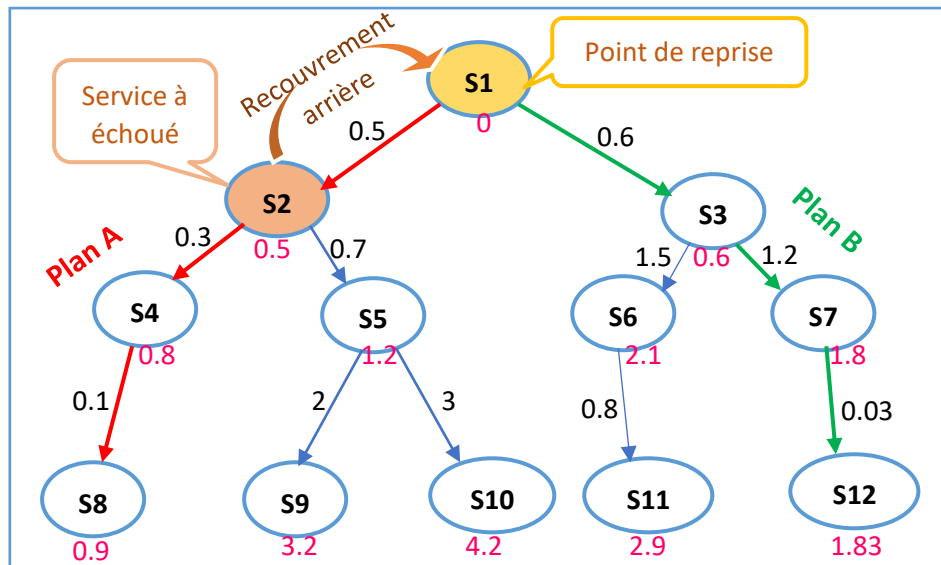 Recouvrement
arrière
S1
0
Point de reprise
Service à
échoué
0.5
0.6
S2
0.5
S3
0.6
Plan A
Plan B
0.3
0.7
1.5
1.2
S4
0.8
S5
1.2
S6
2.1
S7
1.8
0.1
2
3
0.8
0.03
S8
0.9
S9
3.2
S10
4.2
S11
2.9
S12
1.83